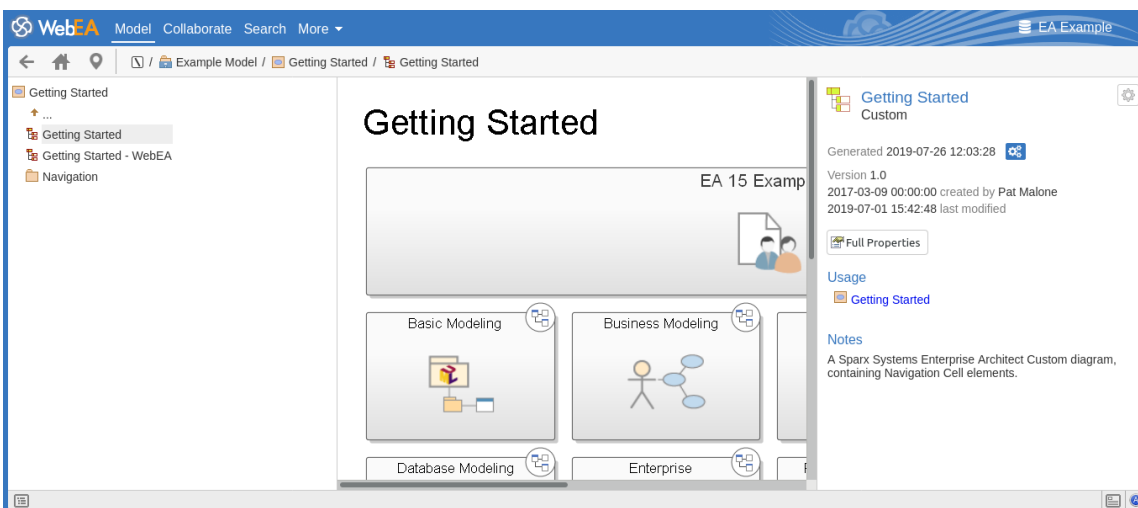 WebEA Model Collaborate Search More EA Example
/ Example Model / Getting Started / Getting Started
Getting Started
...
Getting Started
Getting Started - WebEA
Navigation
Getting Started
EA 15 Examp
Basic Modeling
Business Modeling
Database Modeling
Enterprise
Getting Started
Custom
Generated 2019-07-26 12:03:28
Version 1.0
2017-03-09 00:00:00 created by Pat Malone
2019-07-01 15:42:48 last modified
Full Properties
Usage
Getting Started
Notes
A Sparx Systems Enterprise Architect Custom diagram,
containing Navigation Cell elements.